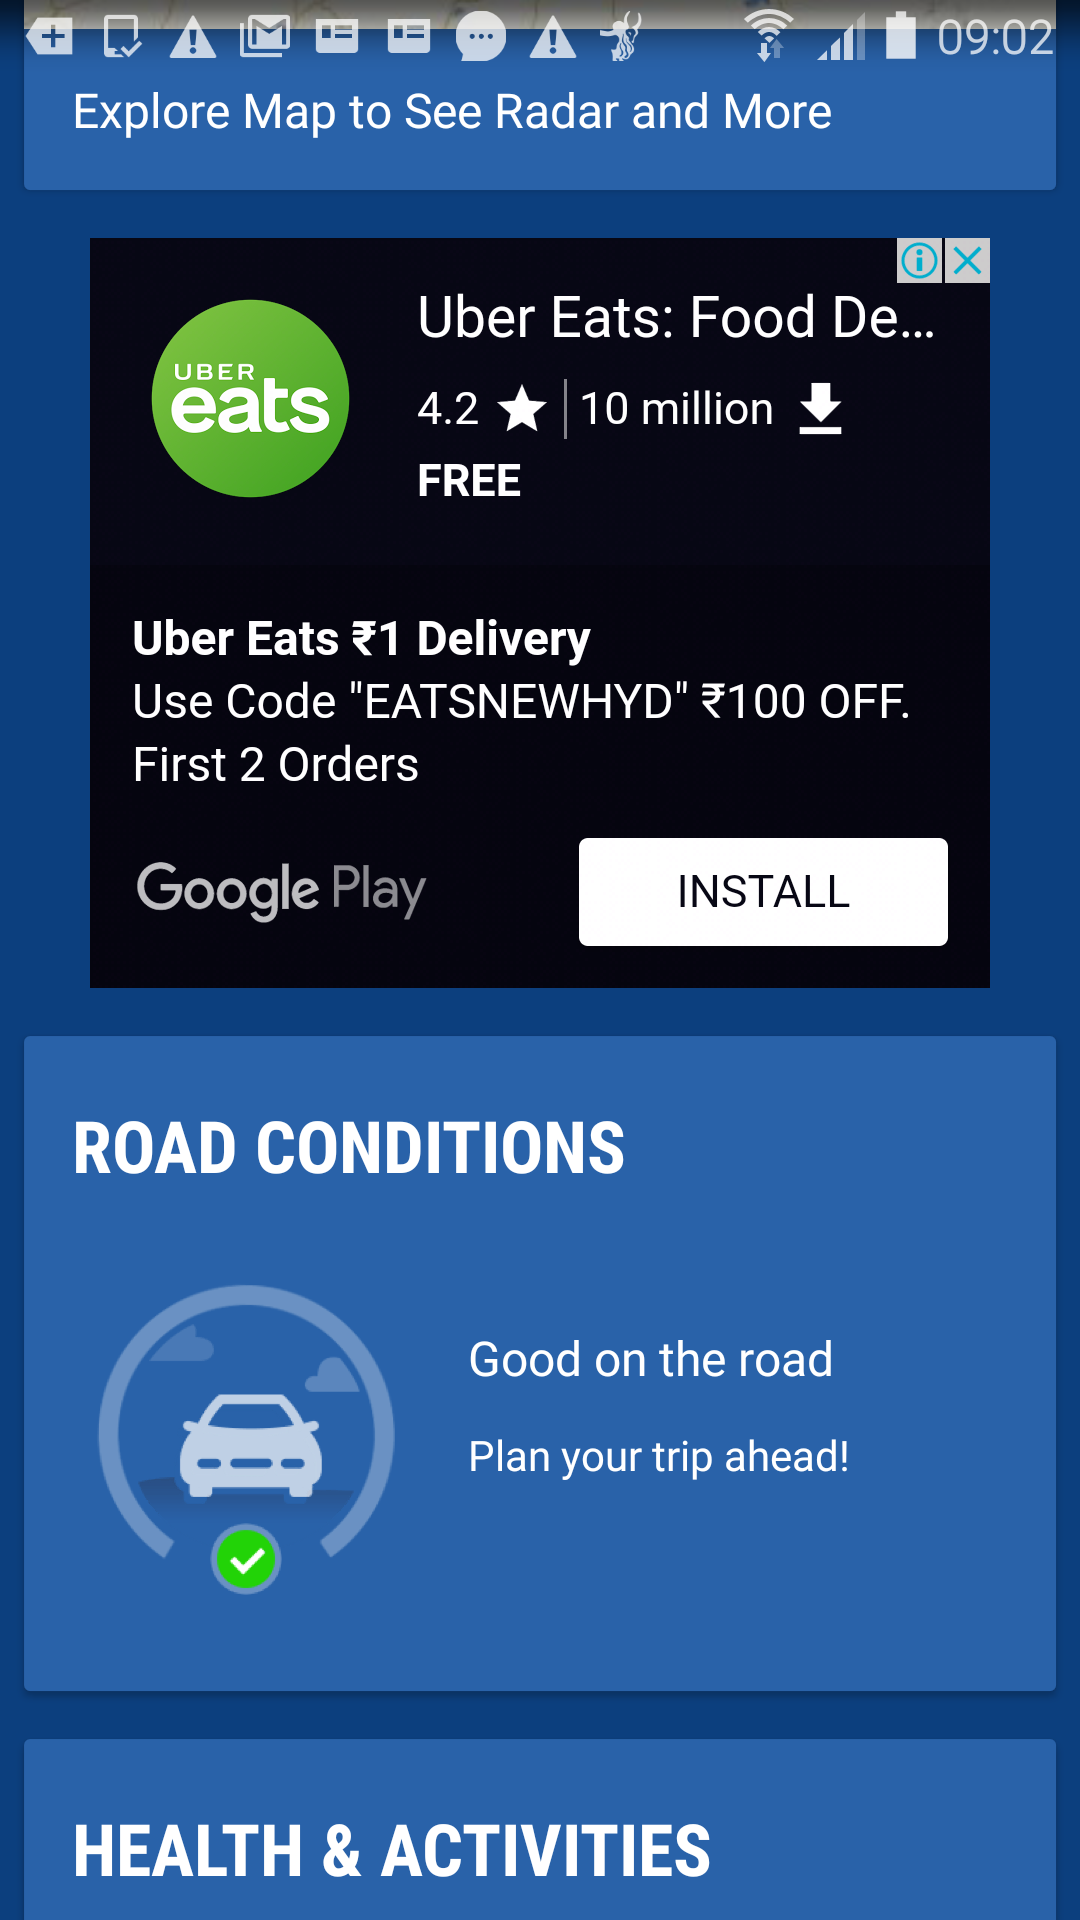 09:02
Explore Map to See Radar and More
UBER
eats
Uber Eats: Food De...
4.2 10 million
FREE
Uber Eats ₹1 Delivery
Use Code "EATSNEWHYD" ₹100 OFF.
First 2 Orders
Google Play
INSTALL
ROAD CONDITIONS
Good on the road
Plan your trip ahead!
HEALTH & ACTIVITIES